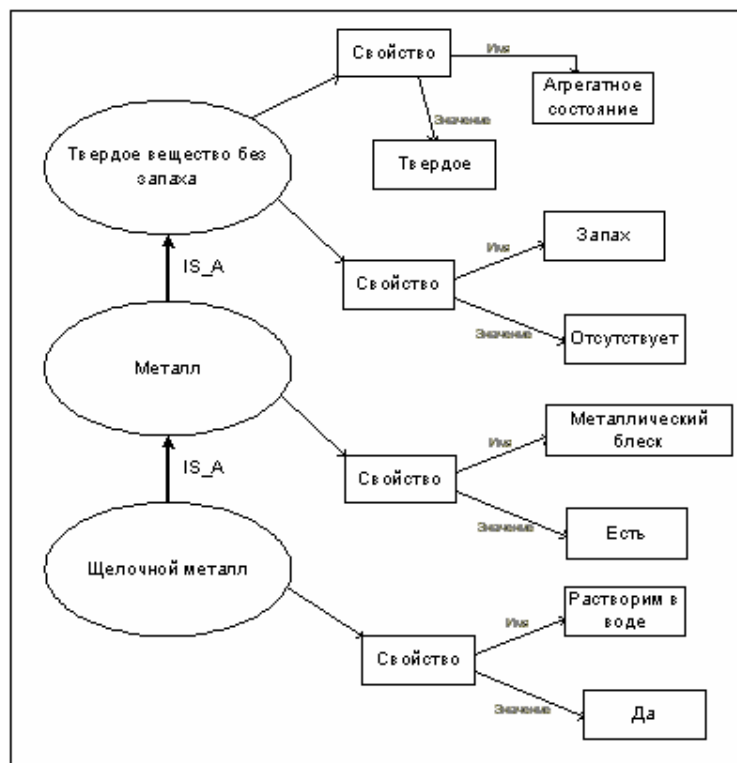 Свойство
Имя
Агрегатное
состояние
Значение
Твердое
Твердое вещество без
запаха
Свойство
Имя
Запах
Значение
Отсутствует
IS_A
Металл
Свойство
Имя
Металлический
блеск
Значение
Есть
IS_A
Щелочной металл
Свойство
Имя
Растворим в
воде
Значение
Да